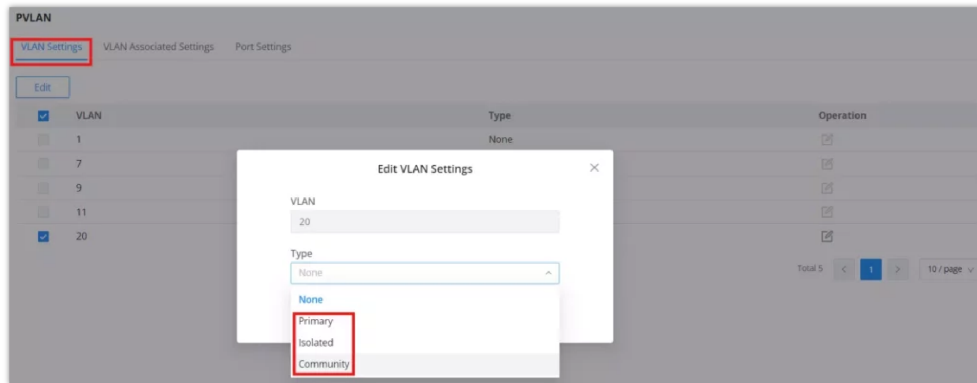 PVLAN
VLAN Settings VLAN Associated Settings Port Settings
Edit
VLAN Type Operation
1 None
7
9
11
20
Edit VLAN Settings
VLAN
20
Type
None
None
Primary
Isolated
Community
Total 5 < 1 > 10 / page